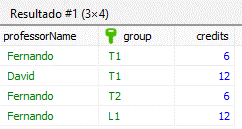 Resultado #1 (3×4)
professorName group credits
Fernando T1 6
David T1 12
Fernando T2 6
Fernando L1 12